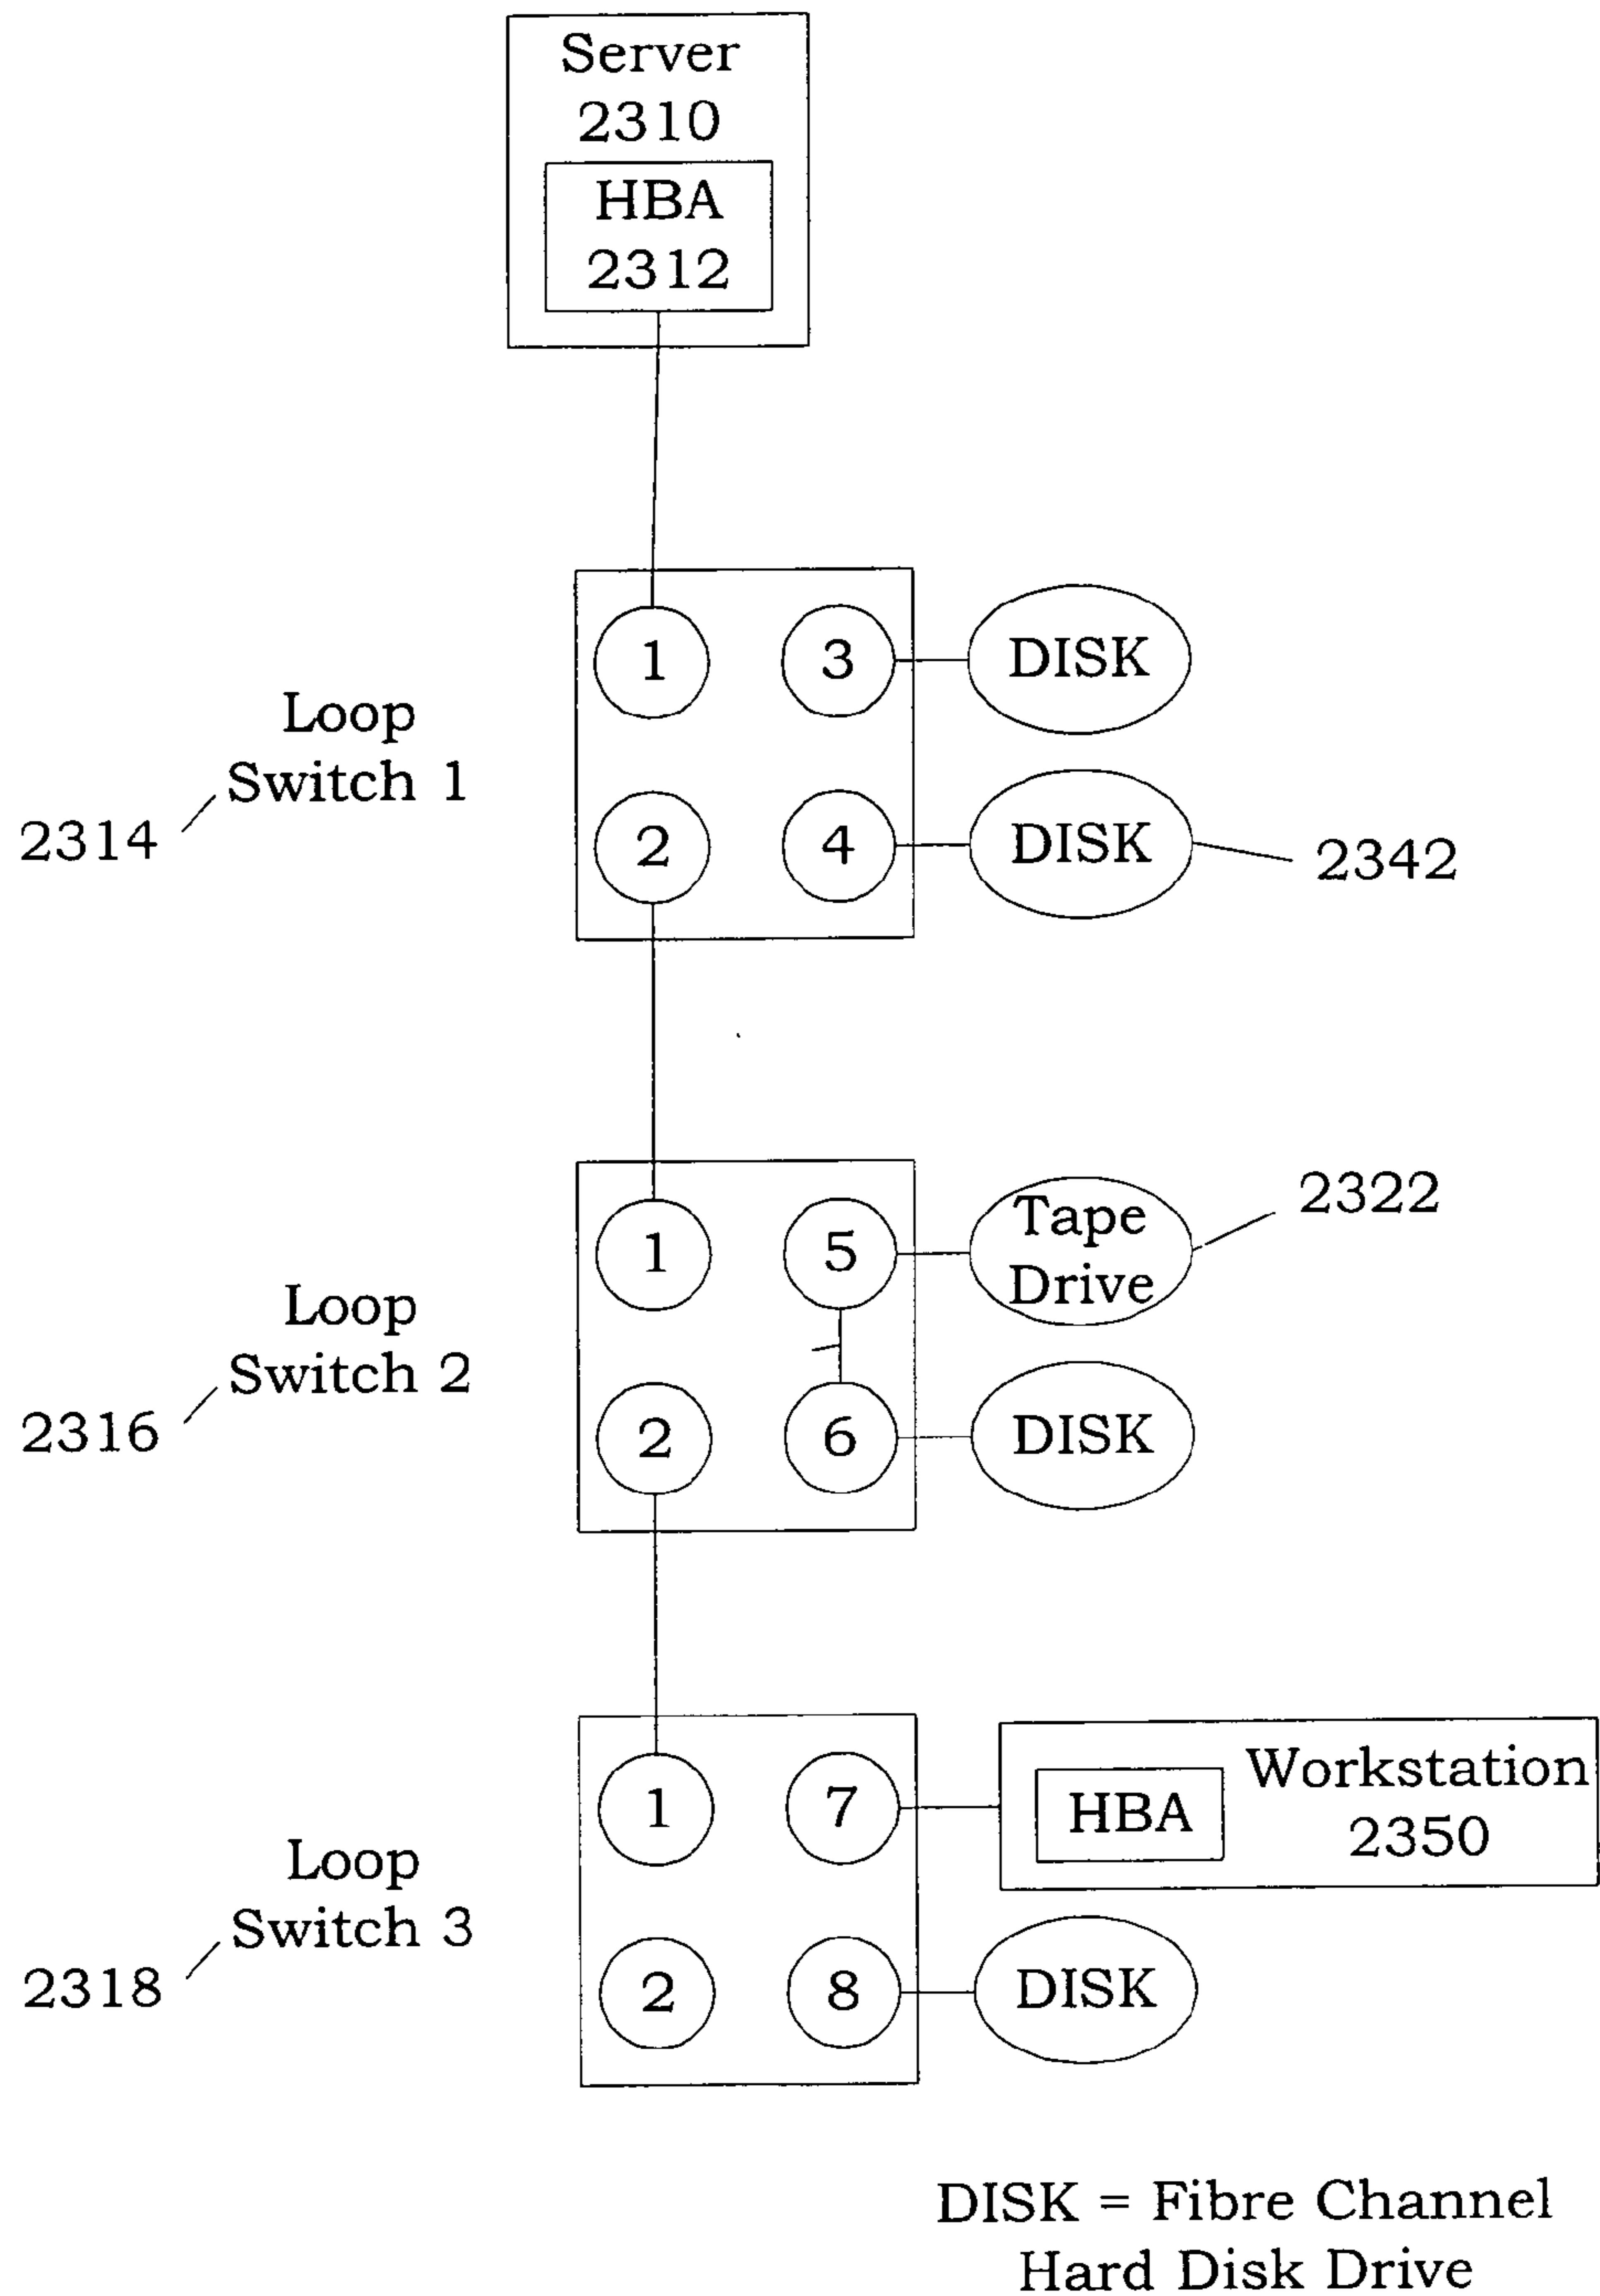 Server
2310
HBA
2312
1
3
DISK
Loop
Switch 1
2314
2
4
DISK
2342
1
5
Tape
Drive
2322
Loop
Switch 2
2316
2
6
DISK
1
7
HBA
Workstation
2350
Loop
Switch 3
2318
2
8
DISK
DISK = Fibre Channel
Hard Disk Drive